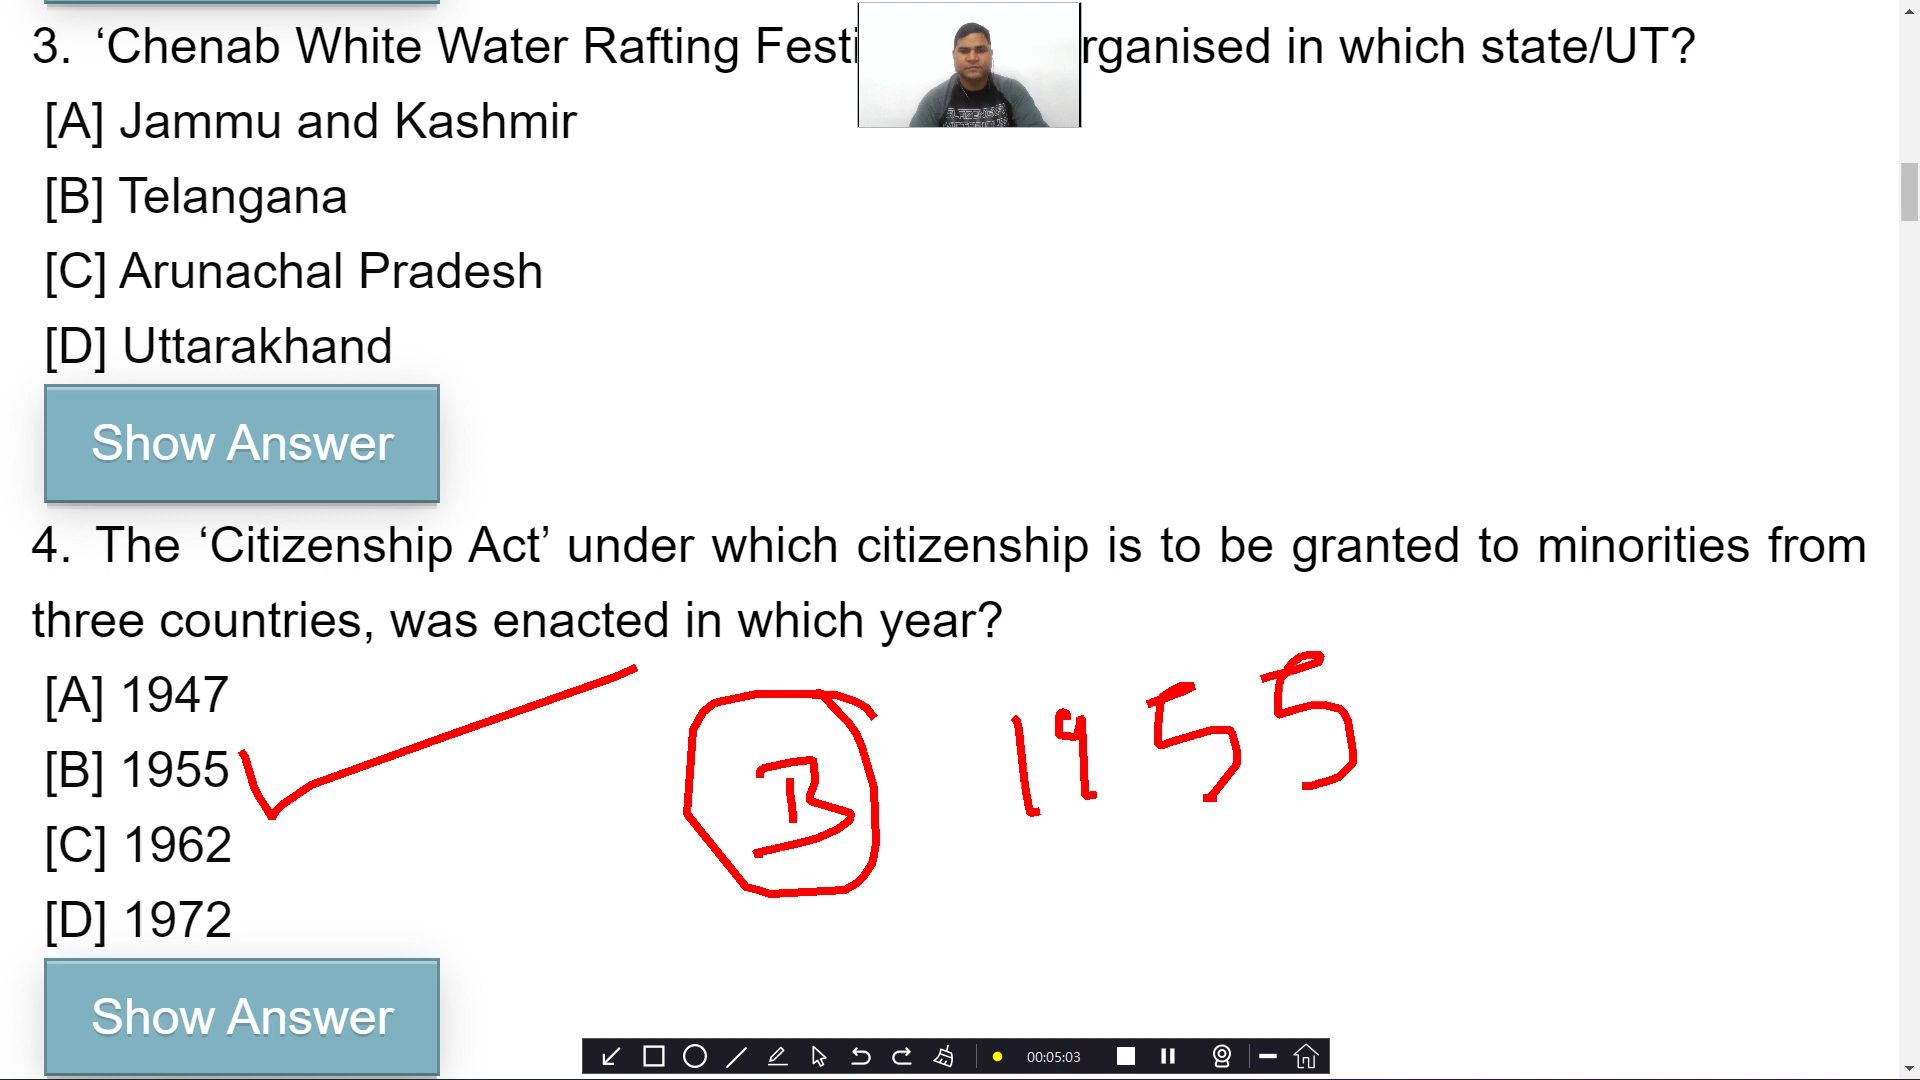 3. ‘Chenab White Water Rafting Festi rganised in which state/UT?
[A] Jammu and Kashmir
[B] Telangana
[C] Arunachal Pradesh
[D] Uttarakhand
Show Answer
4. The ‘Citizenship Act’ under which citizenship is to be granted to minorities from
three countries, was enacted in which year?
[A] 1947
[B] 1955
[C] 1962
[D] 1972
B 1955
Show Answer
00:05:03